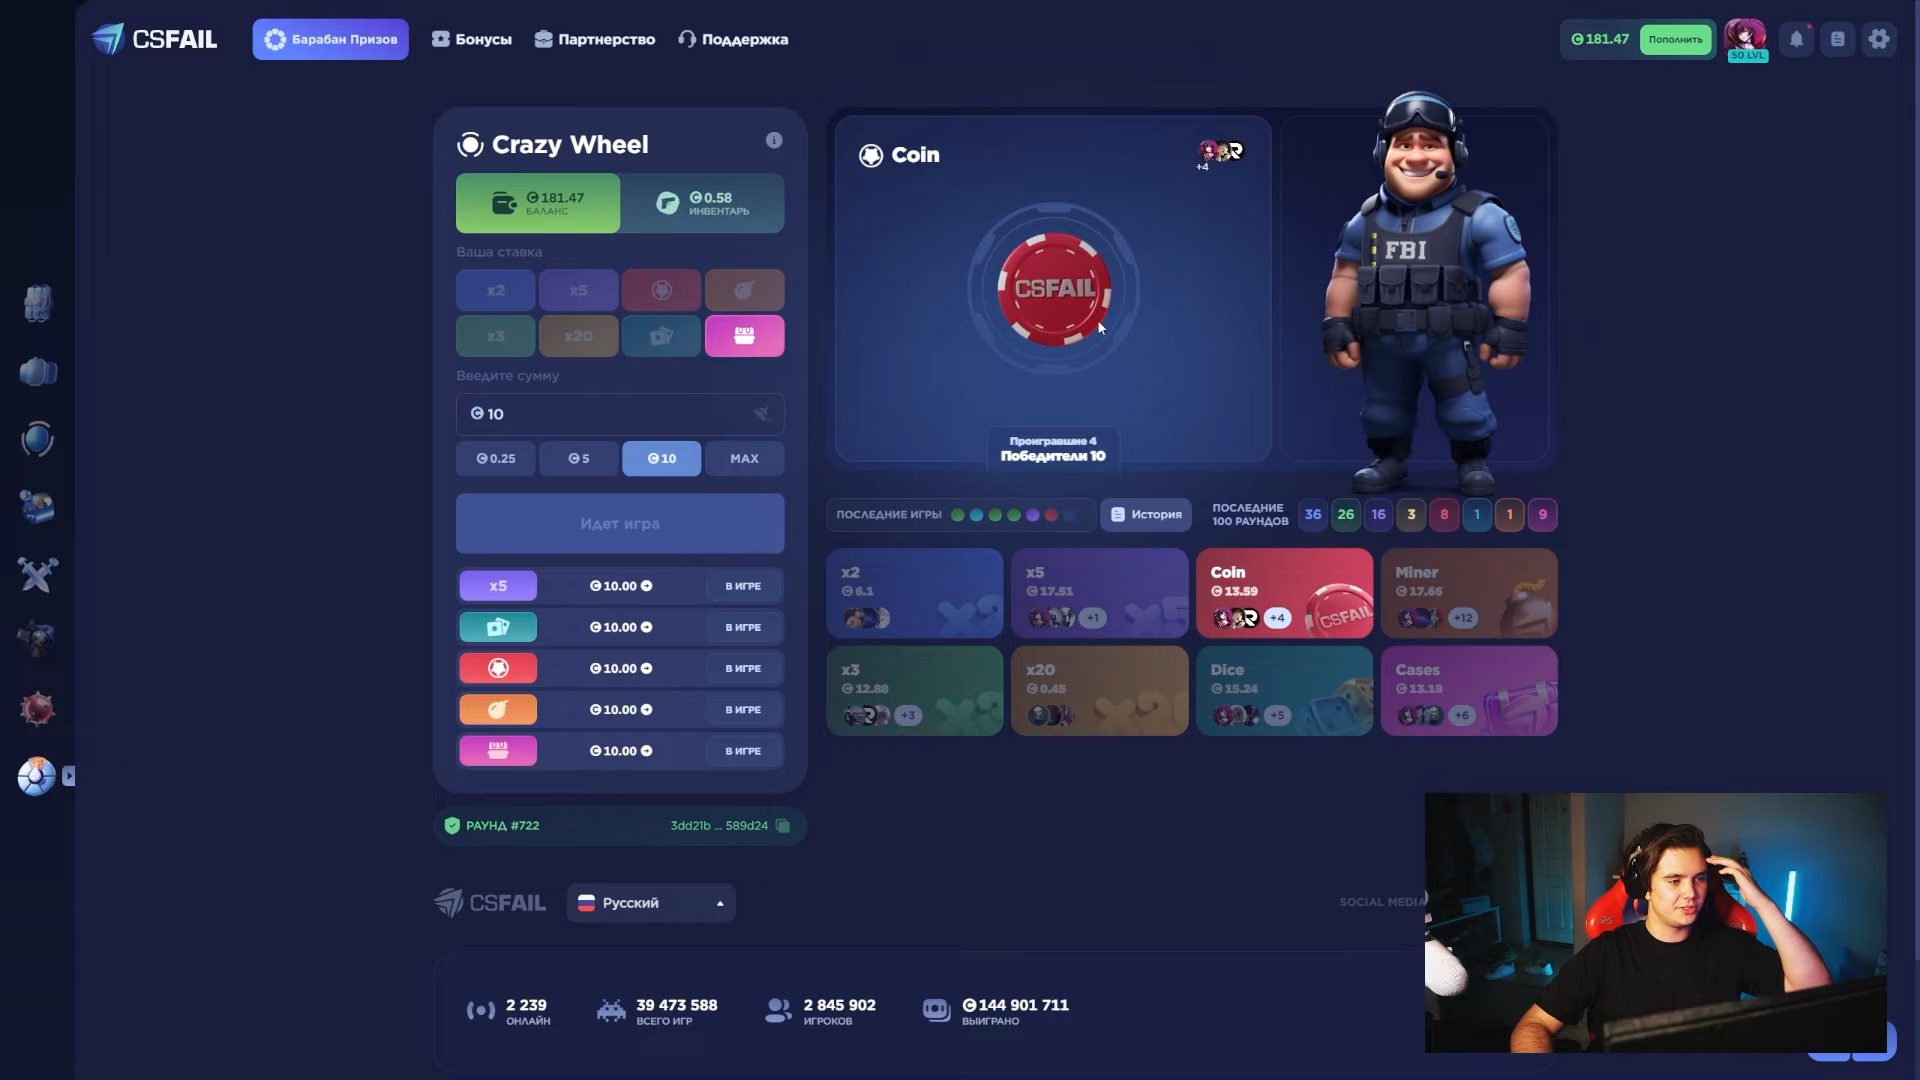 CSFAIL
Барабан Призов
Бонусы
Партнерство
Поддержка
181.47
Пополнить
50 LVL
Crazy Wheel
181.47
БАЛАНС
0.58
ИНВЕНТАРЬ
Ваша ставка
x2
x5
x3
x20
Введите сумму
10
0.25
5
10
MAX
Идет игра
x5
10.00
В ИГРЕ
10.00
В ИГРЕ
10.00
В ИГРЕ
10.00
В ИГРЕ
10.00
В ИГРЕ
РАУНД #722
3dd21b ... 589d24
Coin
+4
CSFAIL
Проигравшие 4
Победители 10
FBI
ПОСЛЕДНИЕ ИГРЫ
История
ПОСЛЕДНИЕ
100 РАУНДОВ
36
26
16
3
8
1
1
9
x2
6.1
x2
x5
17.51
+1
x5
Coin
13.59
+4
CSFAIL
Miner
17.66
+12
x3
12.88
+3
x3
x20
0.45
x20
Dice
15.24
+5
Cases
13.18
+6
CSFAIL
Русский
SOCIAL MEDIA
2 239
ОНЛАЙН
39 473 588
ВСЕГО ИГР
2 845 902
ИГРОКОВ
144 901 711
ВЫИГРАНО